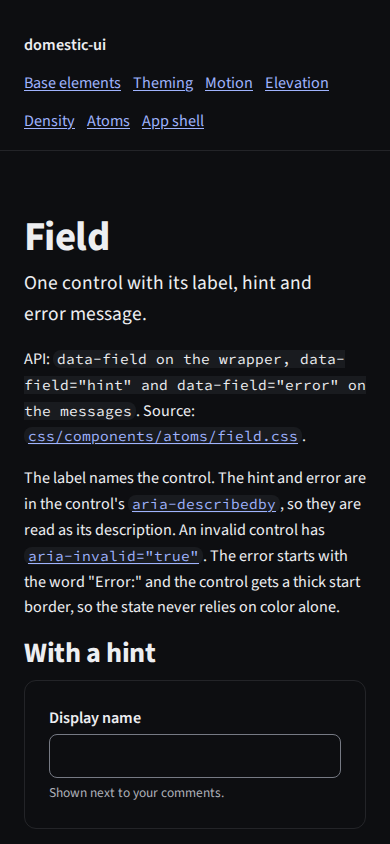 domestic-ui
Base elements Theming Motion Elevation
Density Atoms App shell
Field
One control with its label, hint and
error message.
API: data-field on the wrapper, data-
field="hint" and data-field="error" on
the messages. Source:
css/components/atoms/field.css.
The label names the control. The hint and error are
in the control's aria-describedby, so they are
read as its description. An invalid control has
aria-invalid="true". The error starts with
the word "Error:" and the control gets a thick start
border, so the state never relies on color alone.
With a hint
Display name
Shown next to your comments.